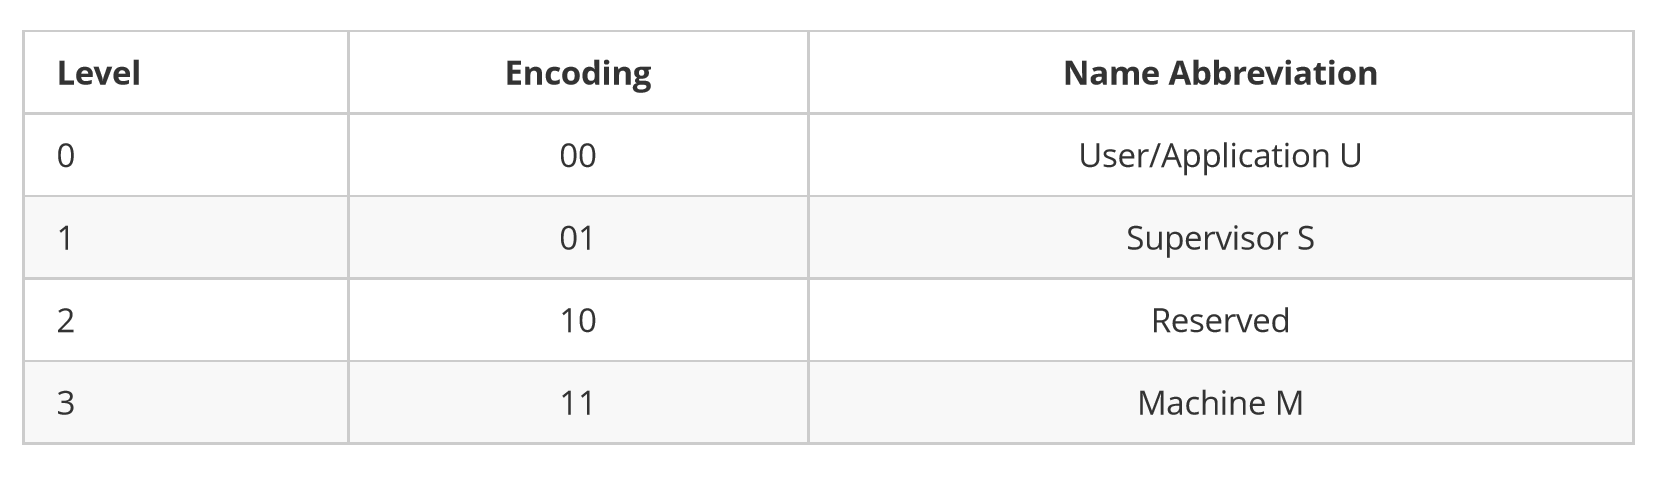 Level Encoding Name Abbreviation
0 00 User/Application U
1 01 Supervisor S
2 10 Reserved
3 11 Machine M